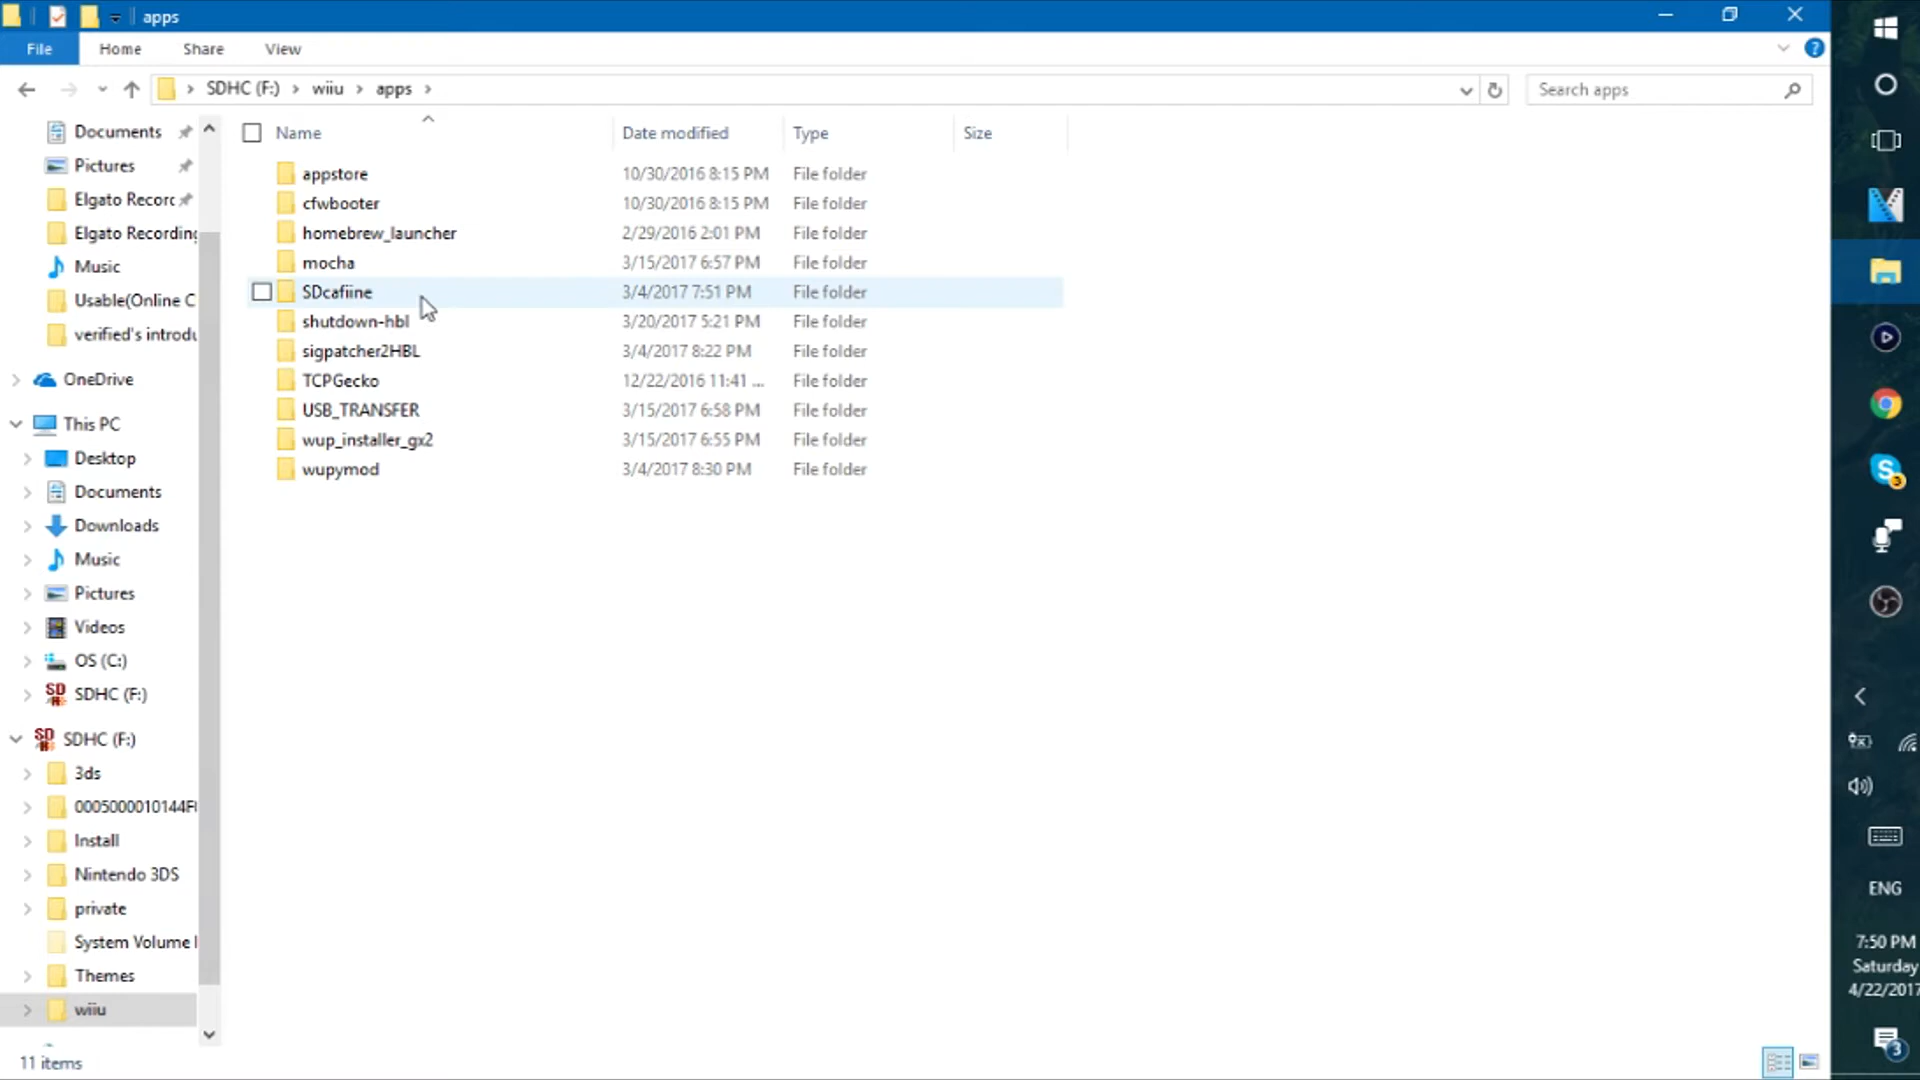 apps
File Home Share View
SDHC (F:) wiiu apps
Search apps
Documents
Pictures
Elgato Record
Elgato Recording
Music
Usable(Online C
verified's introdu
OneDrive
This PC
Desktop
Documents
Downloads
Music
Pictures
Videos
OS (C:)
SDHC (F:)
SDHC (F:)
3ds
0005000010144F
Install
Nintendo 3DS
private
System Volume I
Themes
wiiu
Name Date modified Type Size
appstore 10/30/2016 8:15 PM File folder
cfwbooter 10/30/2016 8:15 PM File folder
homebrew_launcher 2/29/2016 2:01 PM File folder
mocha 3/15/2017 6:57 PM File folder
SDcafiine 3/4/2017 7:51 PM File folder
shutdown-hbl 3/20/2017 5:21 PM File folder
sigpatcher2HBL 3/4/2017 8:22 PM File folder
TCPGecko 12/22/2016 11:41 ... File folder
USB_TRANSFER 3/15/2017 6:58 PM File folder
wup_installer_gx2 3/15/2017 6:55 PM File folder
wupymod 3/4/2017 8:30 PM File folder
11 items
ENG
7:50 PM
Saturday
4/22/2017
3